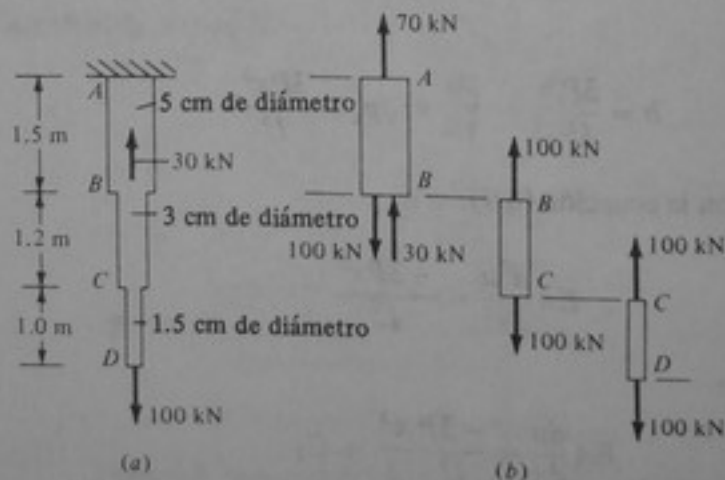 70 kN
A
A
5 cm de diámetro
1.5 m
30 kN
100 kN
B
B
B
3 cm de diámetro
100 kN
30 kN
1.2 m
100 kN
C
C
C
1.0 m
1.5 cm de diámetro
100 kN
D
D
100 kN
100 kN
(a)
(b)